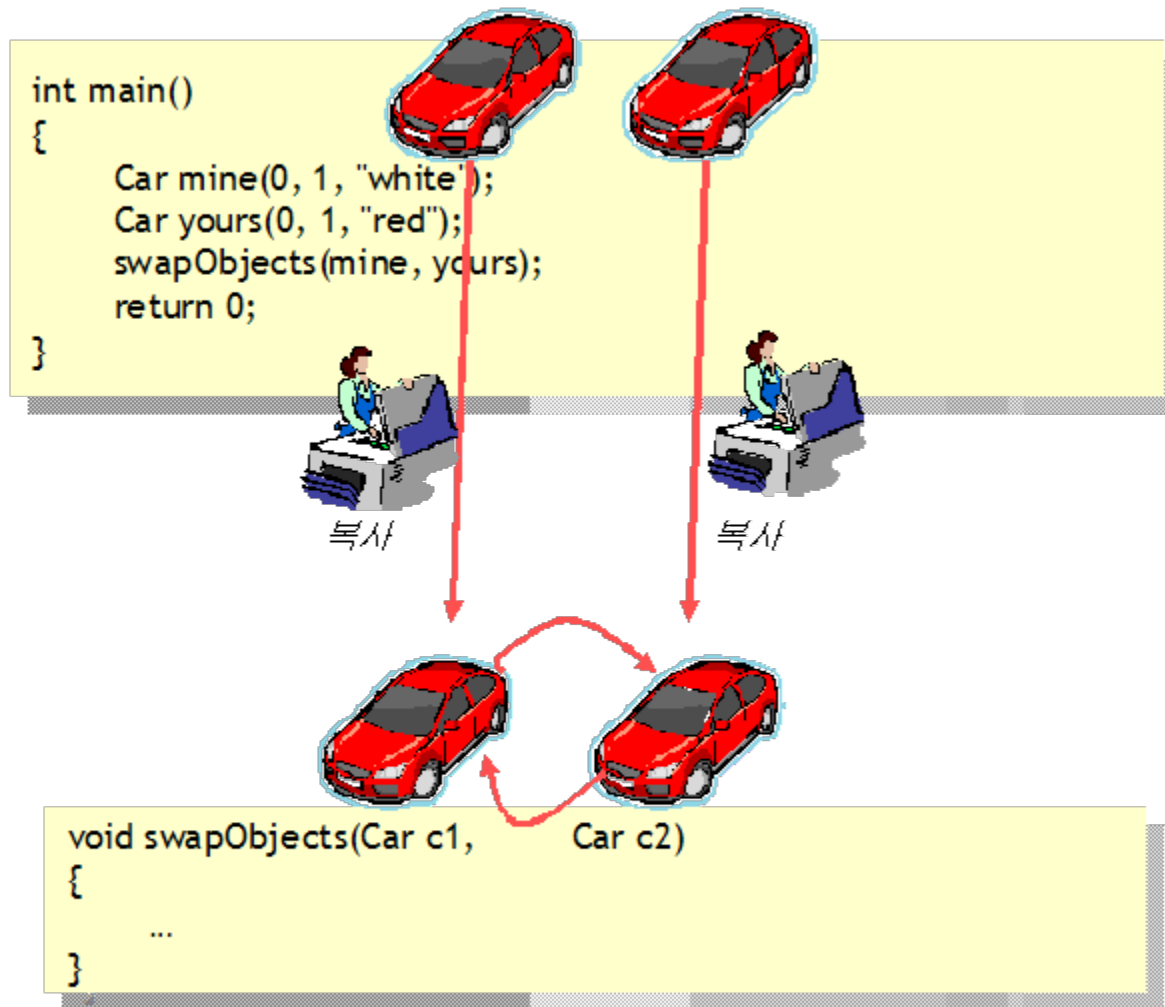 int main()
{
Car mine(0, 1, "white");
Car yours(0, 1, "red");
swapObjects(mine, yours);
return 0;
}
복사
복사
void swapObjects(Car c1, Car c2)
{
...
}